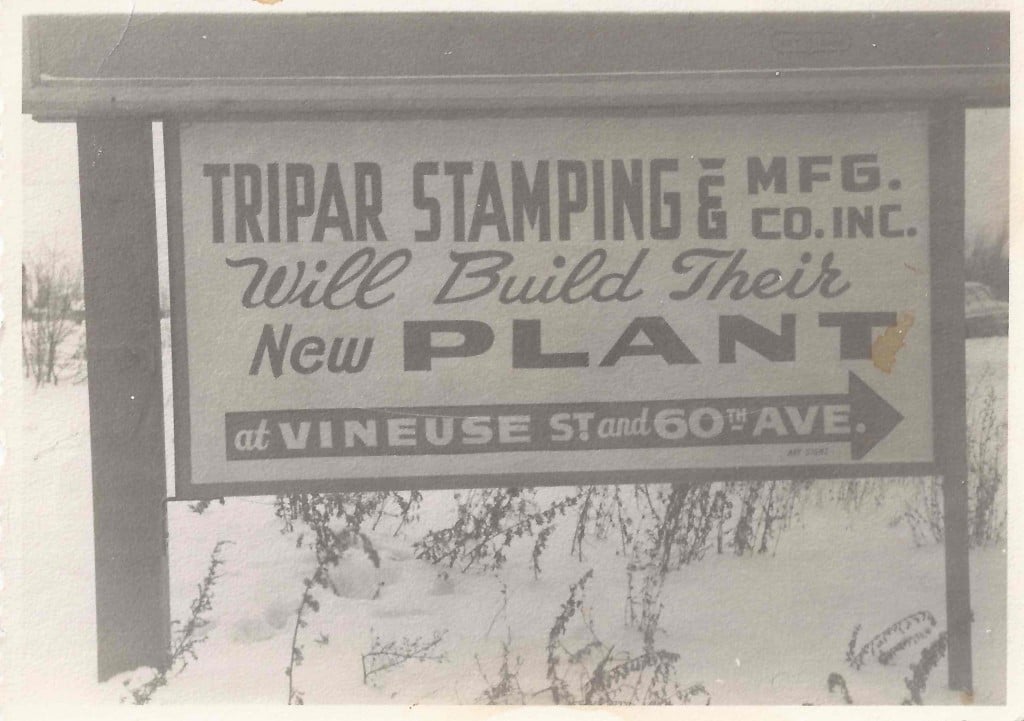 TRIPAR STAMPING & MFG. CO. INC.
Will Build Their
New PLANT
at VINEUSE ST. and 60TH AVE.